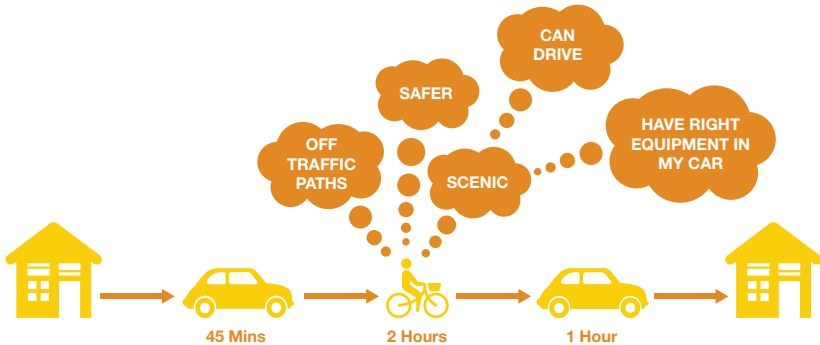 CAN
DRIVE
SAFER
HAVE RIGHT
EQUIPMENT IN
MY CAR
OFF
TRAFFIC
PATHS
SCENIC
45 Mins
2 Hours
1 Hour